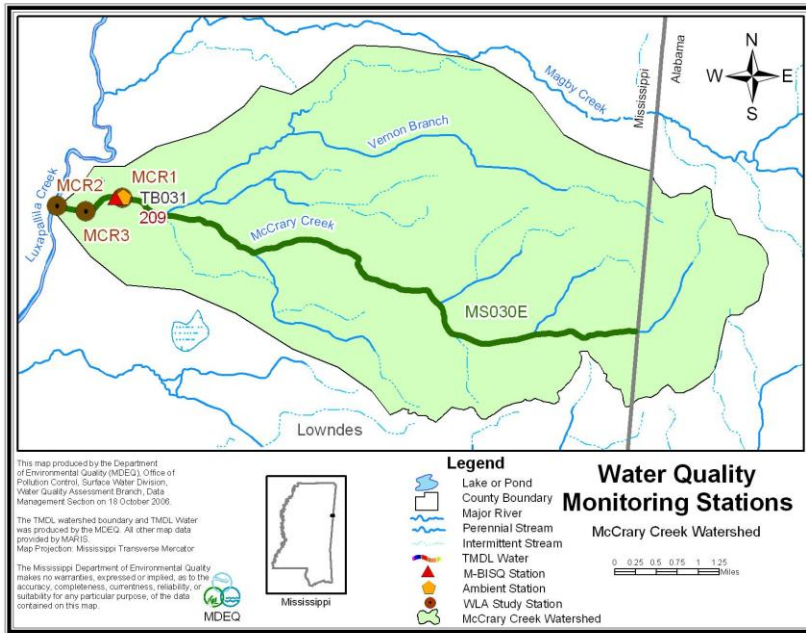 N
W E
S
Mississippi
Alabama
Magby Creek
Vernon Branch
Luxapallila Creek
MCR2
MCR1
TB031
209
MCR3
McCrary Creek
MS030E
Lowndes
This map produced by the Department
of Environmental Quality (MDEQ), Office of
Pollution Control, Surface Water Division,
Water Quality Assessment Branch, Data
Management Section on 18 October 2006.
The TMDL watershed boundary and TMDL Water
was produced by the MDEQ. All other map data
provided by MARIS.
Map Projection: Mississippi Transverse Mercator
The Mississippi Department of Environmental Quality
makes no warranties, expressed or implied, as to the
accuracy, completeness, currentness, reliability, or
suitability for any particular purpose, of the data
contained on this map.
MDEQ
Mississippi
Legend
Lake or Pond
County Boundary
Major River
Perennial Stream
Intermittent Stream
TMDL Water
M-BISQ Station
Ambient Station
WLA Study Station
McCrary Creek Watershed
Water Quality
Monitoring Stations
McCrary Creek Watershed
0 0.25 0.5 0.75 1 1.25
Miles